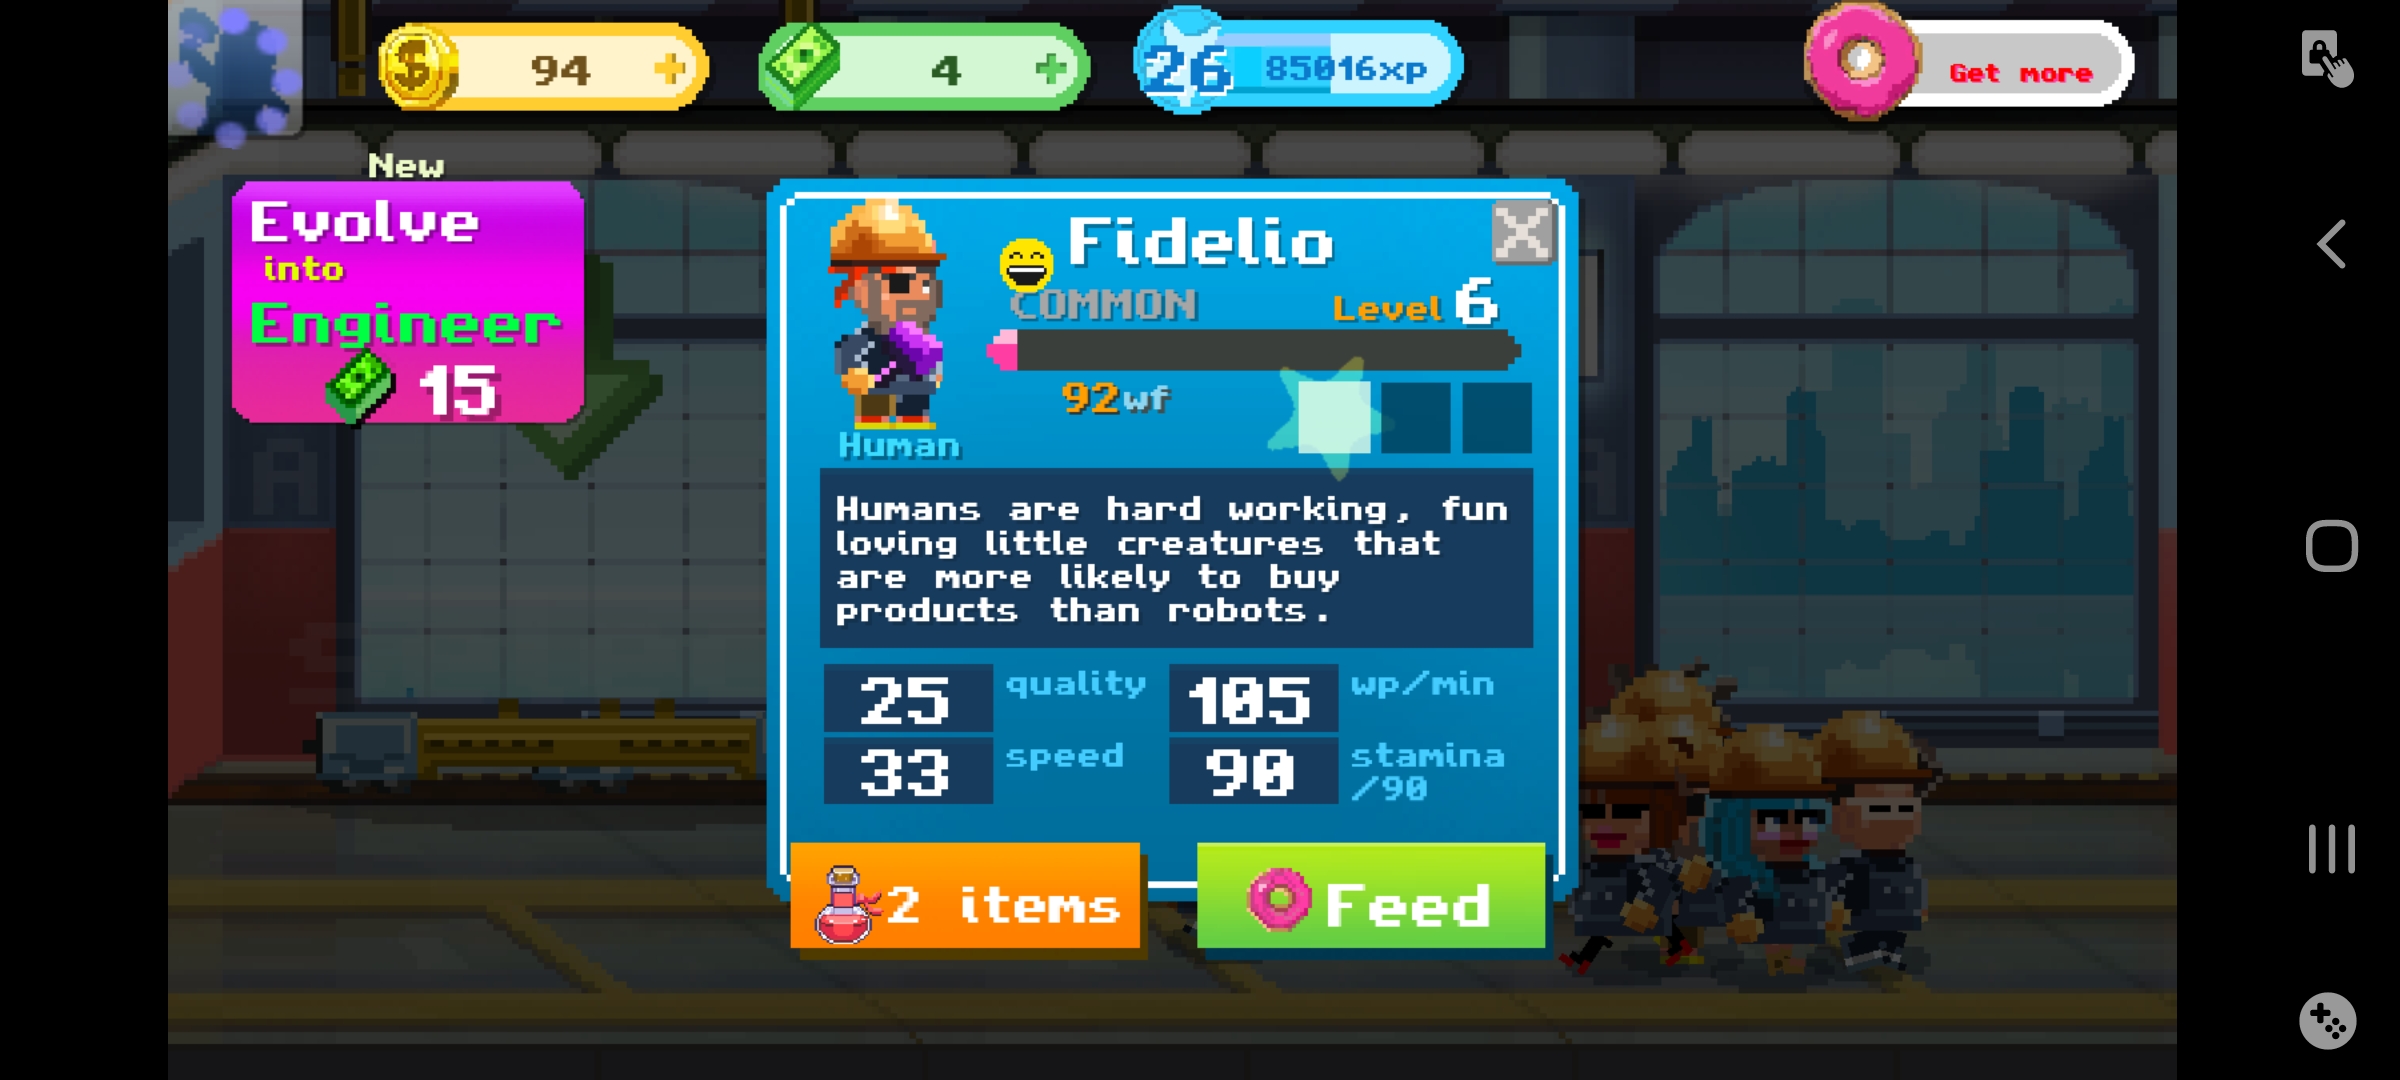 94
4
26
85016xp
Get more
New
Evolve
into
Engineer
15
Fidelio
COMMON
Level 6
92wf
Human
Humans are hard working, fun
loving little creatures that
are more likely to buy
products than robots.
25 quality
105 wp/min
33 speed
90 stamina
/90
2 items
Feed